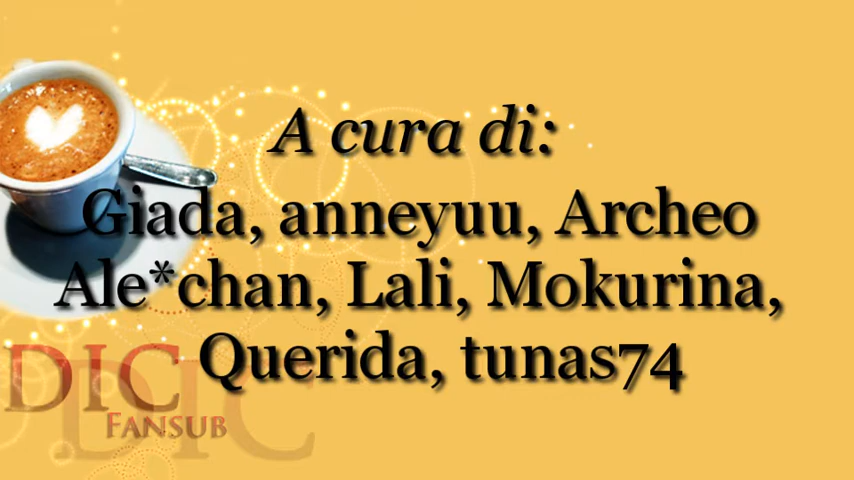 A cura di:
Giada, anneyuu, Archeo
Ale*chan, Lali, Mokurina,
Querida, tunas74
DIC
FANSUB